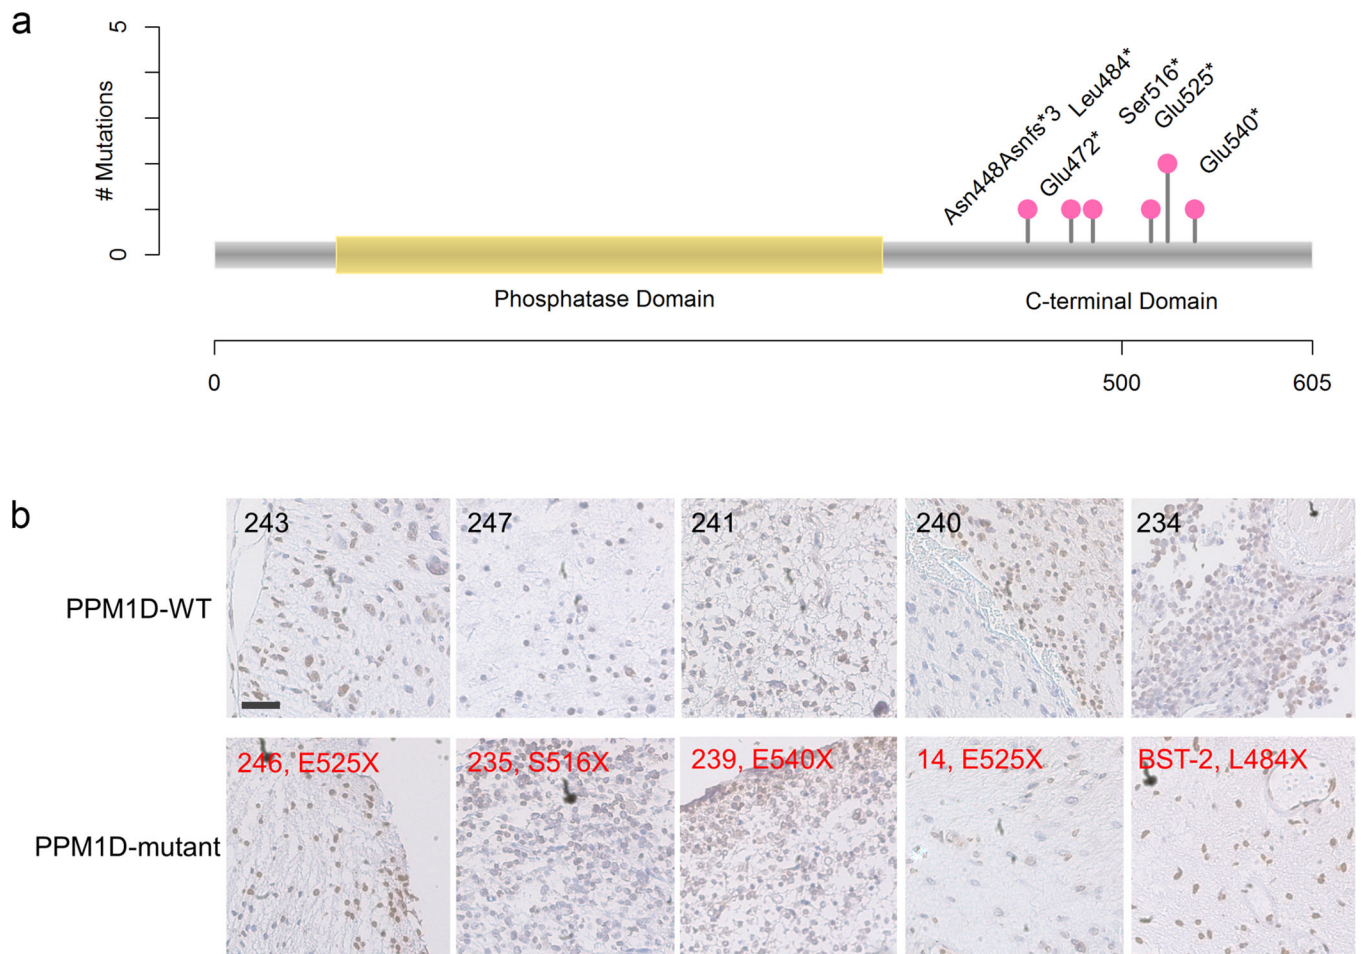 a
5
# Mutations
0
Asn448Asnfs*3
Glu472*
Leu484*
Ser516*
Glu525*
Glu540*
Phosphatase Domain
C-terminal Domain
0
500
605
b
243
247
241
240
234
PPM1D-WT
246, E525X
235, S516X
239, E540X
14, E525X
BST-2, L484X
PPM1D-mutant